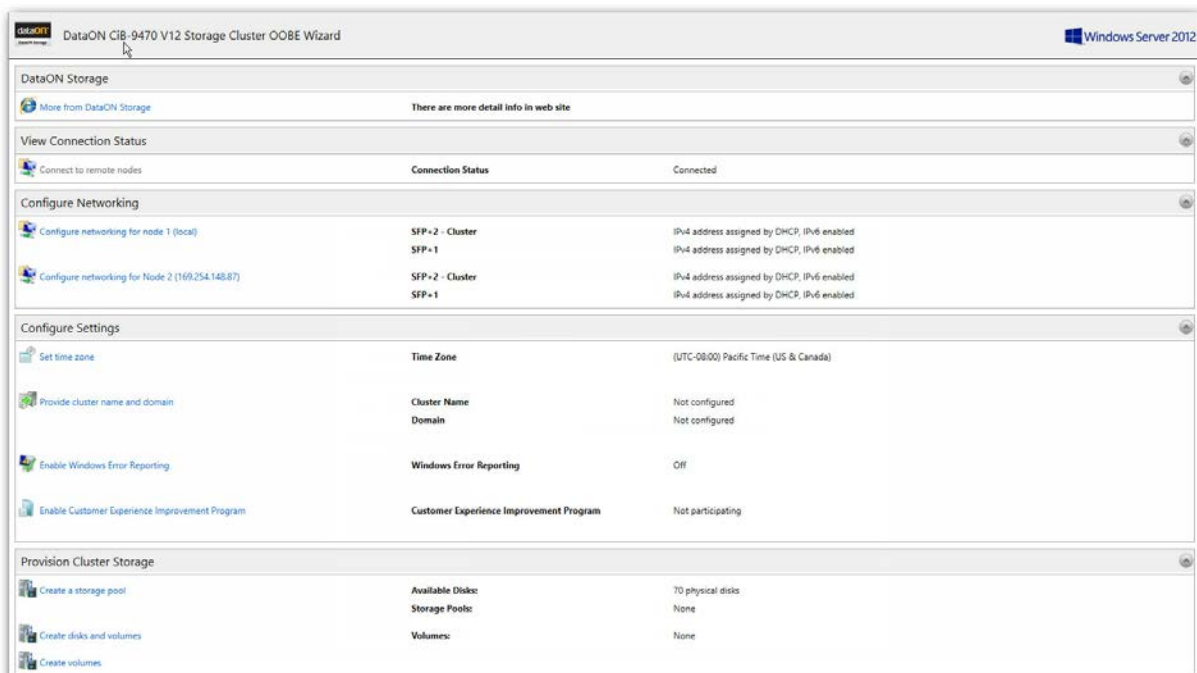 dataON
DataON CiB-9470 V12 Storage Cluster OOBE Wizard
Windows Server 2012
DataON Storage
More from DataON Storage There are more detail info in web site
View Connection Status
Connect to remote nodes Connection Status Connected
Configure Networking
Configure networking for node 1 (local) SFP+2 - Cluster IPv4 address assigned by DHCP, IPv6 enabled
SFP+1 IPv4 address assigned by DHCP, IPv6 enabled
Configure networking for Node 2 (169.254.148.87) SFP+2 - Cluster IPv4 address assigned by DHCP, IPv6 enabled
SFP+1 IPv4 address assigned by DHCP, IPv6 enabled
Configure Settings
Set time zone Time Zone (UTC-08:00) Pacific Time (US & Canada)
Provide cluster name and domain Cluster Name Not configured
Domain Not configured
Enable Windows Error Reporting Windows Error Reporting Off
Enable Customer Experience Improvement Program Customer Experience Improvement Program Not participating
Provision Cluster Storage
Create a storage pool Available Disks: 70 physical disks
Storage Pools: None
Create disks and volumes Volumes: None
Create volumes